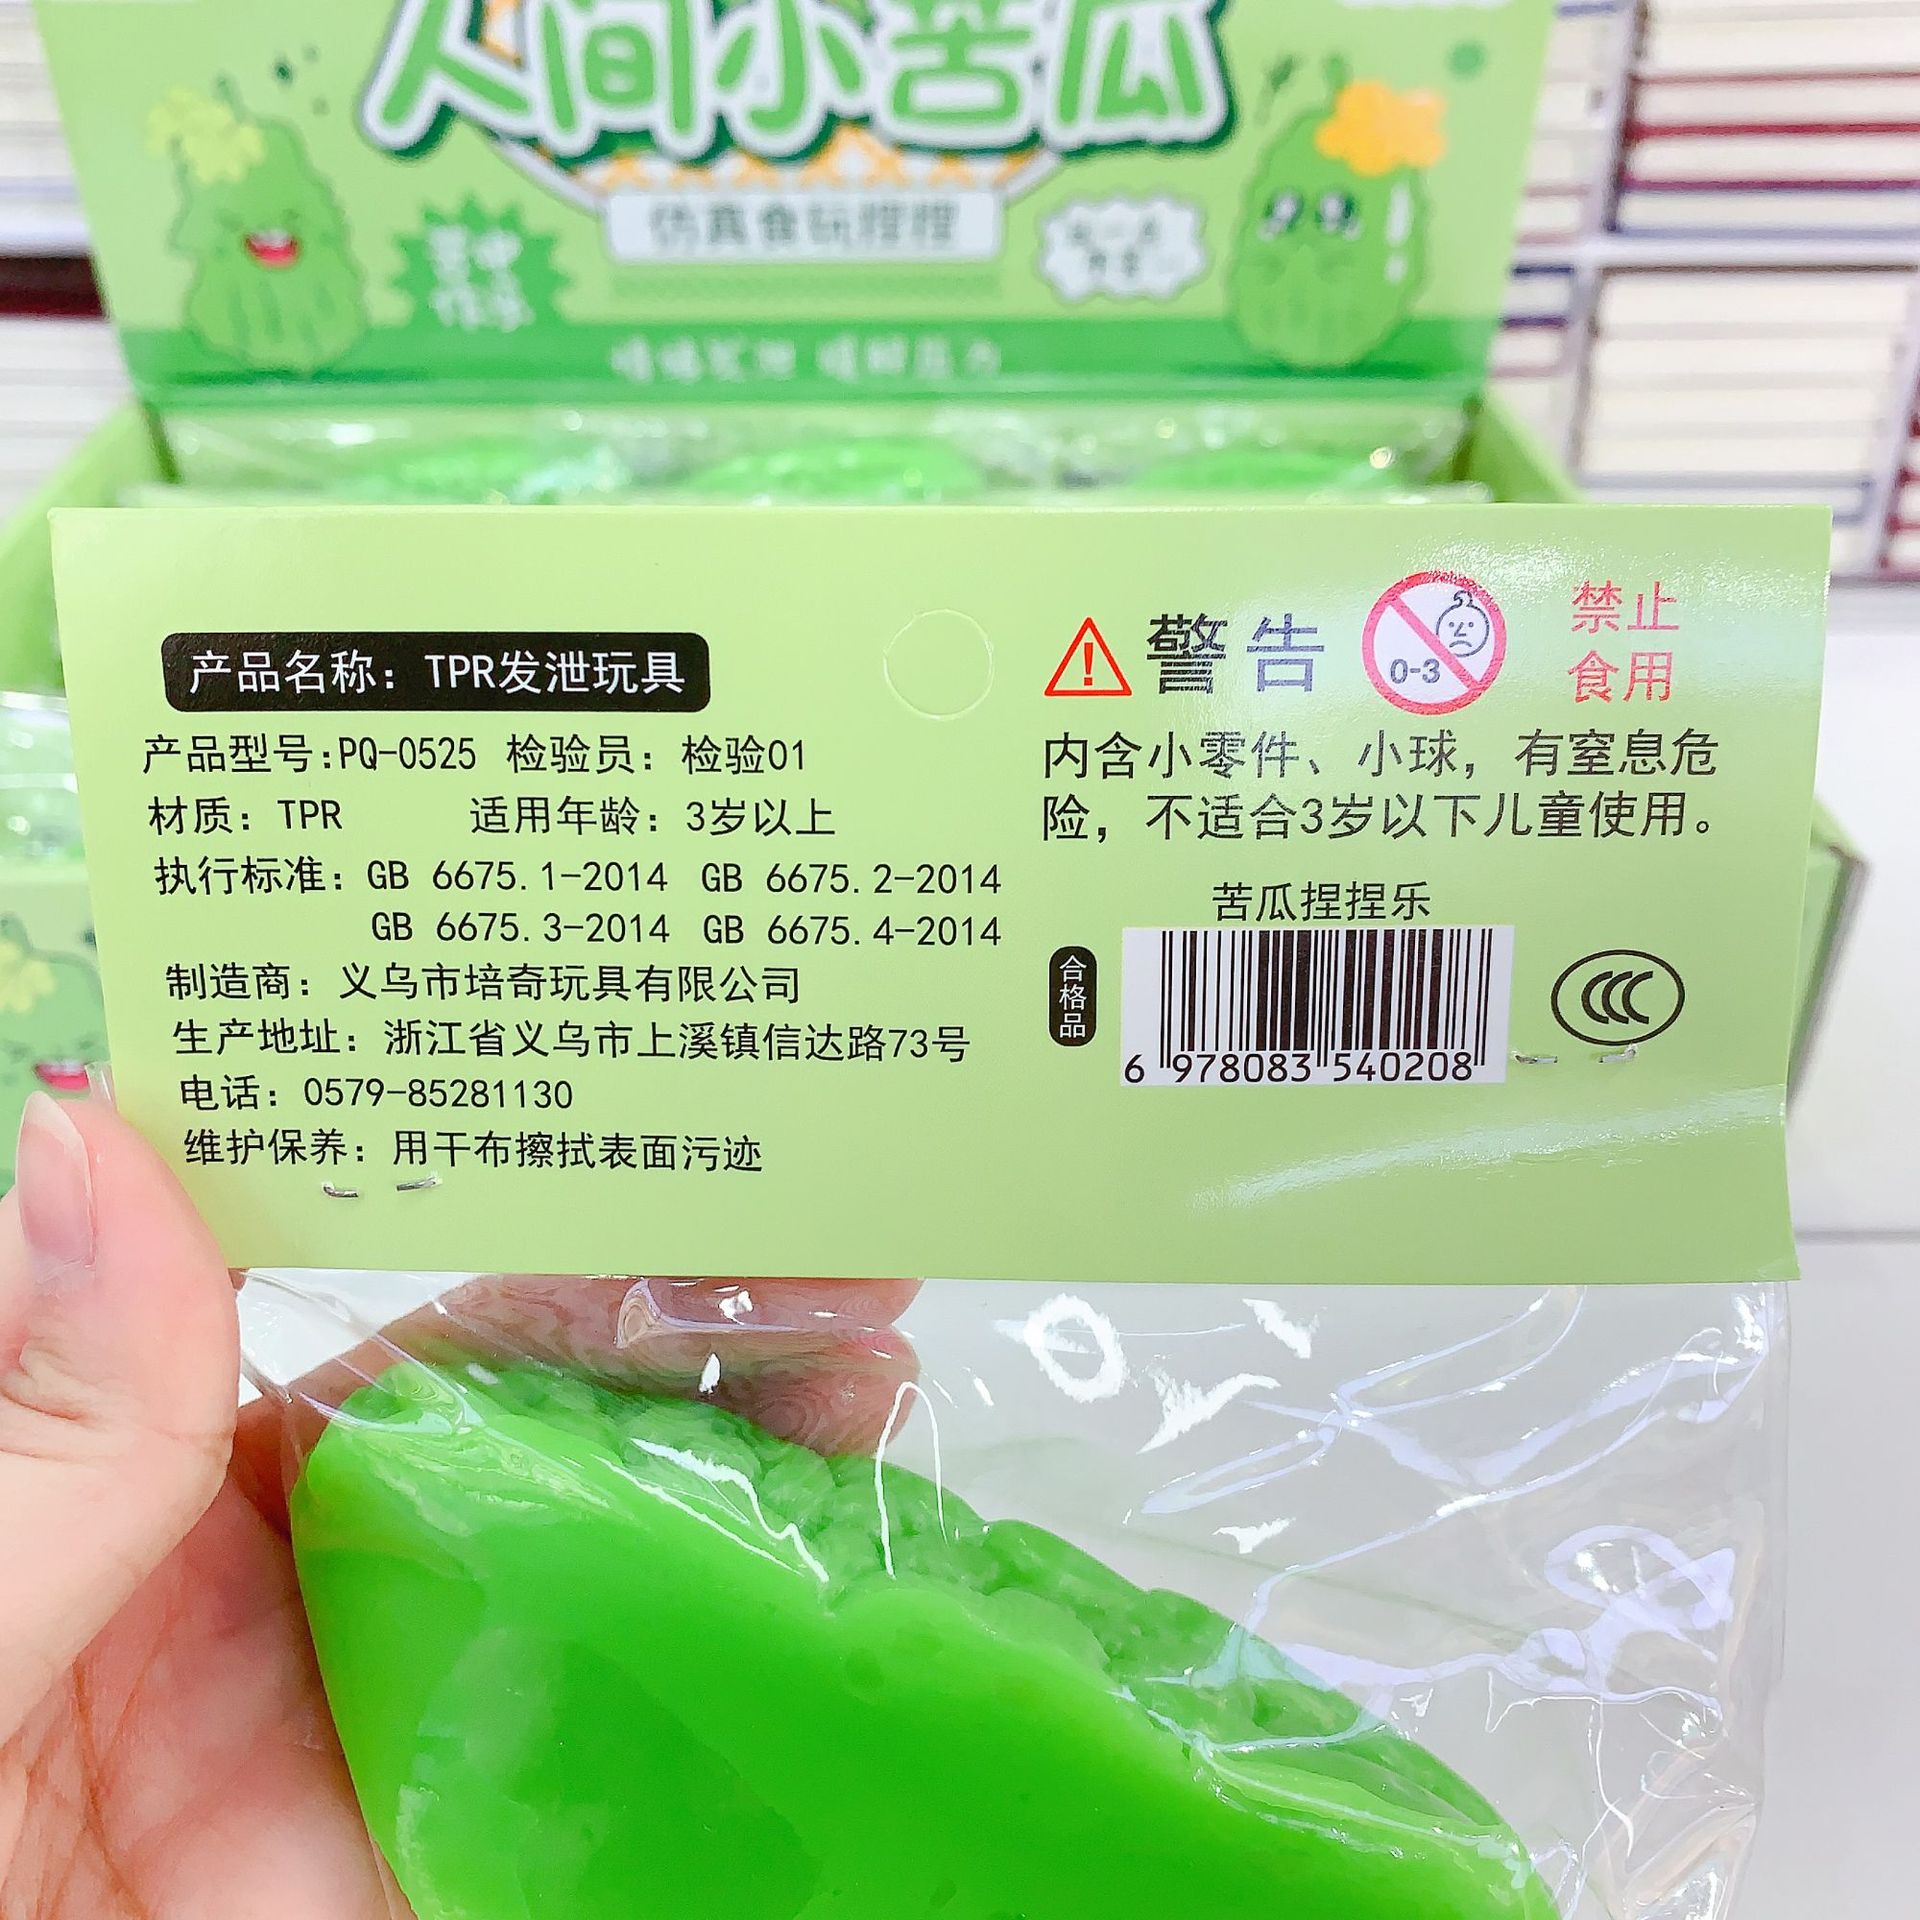 人间小苦瓜
仿真食玩捏捏
产品名称：TPR发泄玩具
产品型号：PQ-0525 检验员：检验01
材质：TPR 适用年龄：3岁以上
执行标准：GB 6675.1-2014 GB 6675.2-2014
GB 6675.3-2014 GB 6675.4-2014
制造商：义乌市培奇玩具有限公司
生产地址：浙江省义乌市上溪镇信达路73号
电话：0579-85281130
维护保养：用干布擦拭表面污迹
警告
0-3
禁止
食用
内含小零件、小球，有窒息危
险，不适合3岁以下儿童使用。
苦瓜捏捏乐
合格品
6 978083 540208
CCC